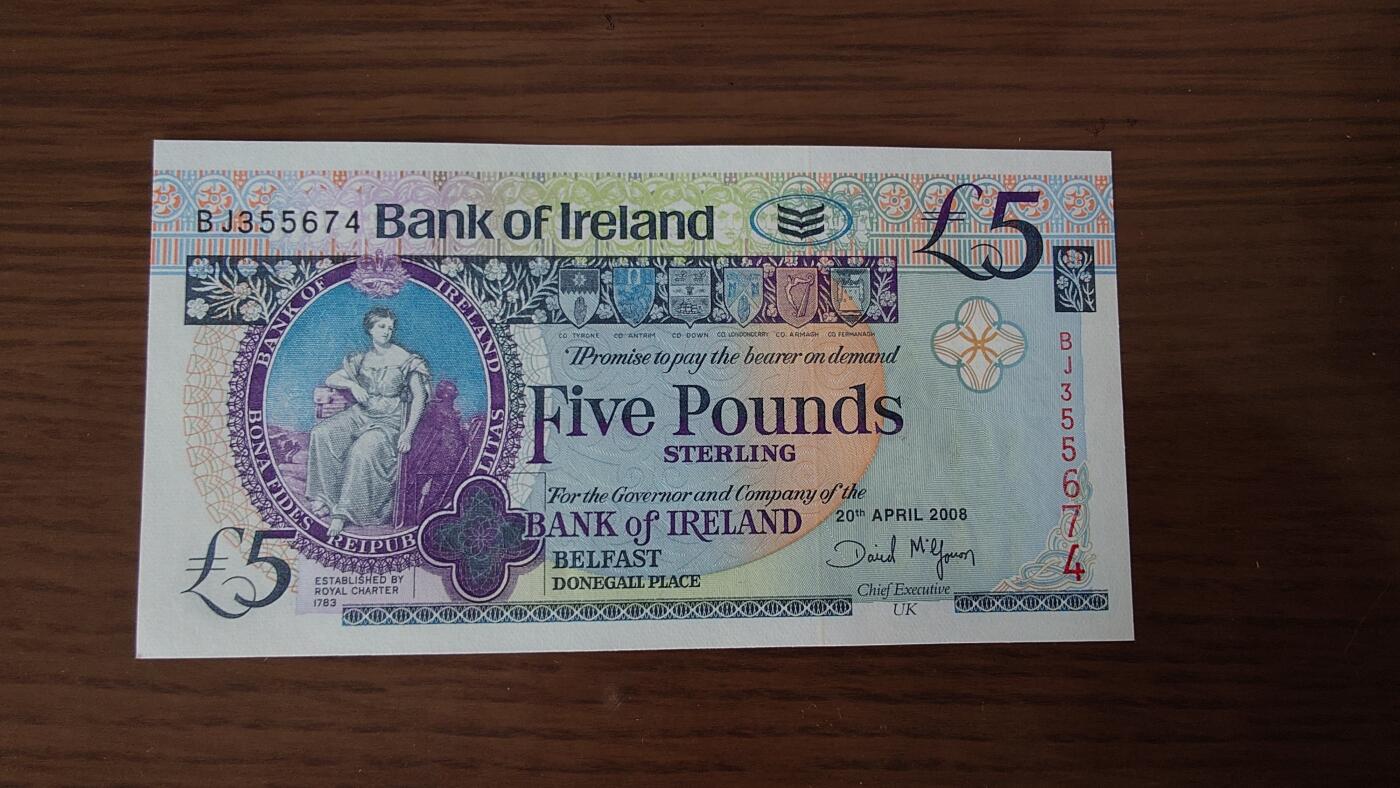 BJ355674 Bank of Ireland £5
BANK OF IRELAND
BONA FIDES REIPUB LITAS
CO TYRONE CO ANTRIM CO DOWN CO LONDONDERRY CO ARMAGH CO FERMANAGH
I Promise to pay the bearer on demand
Five Pounds
STERLING
For the Governor and Company of the
BANK of IRELAND
20th APRIL 2008
BELFAST
DONEGALL PLACE
£5
ESTABLISHED BY
ROYAL CHARTER
1783
Chief Executive
UK
BJ355674